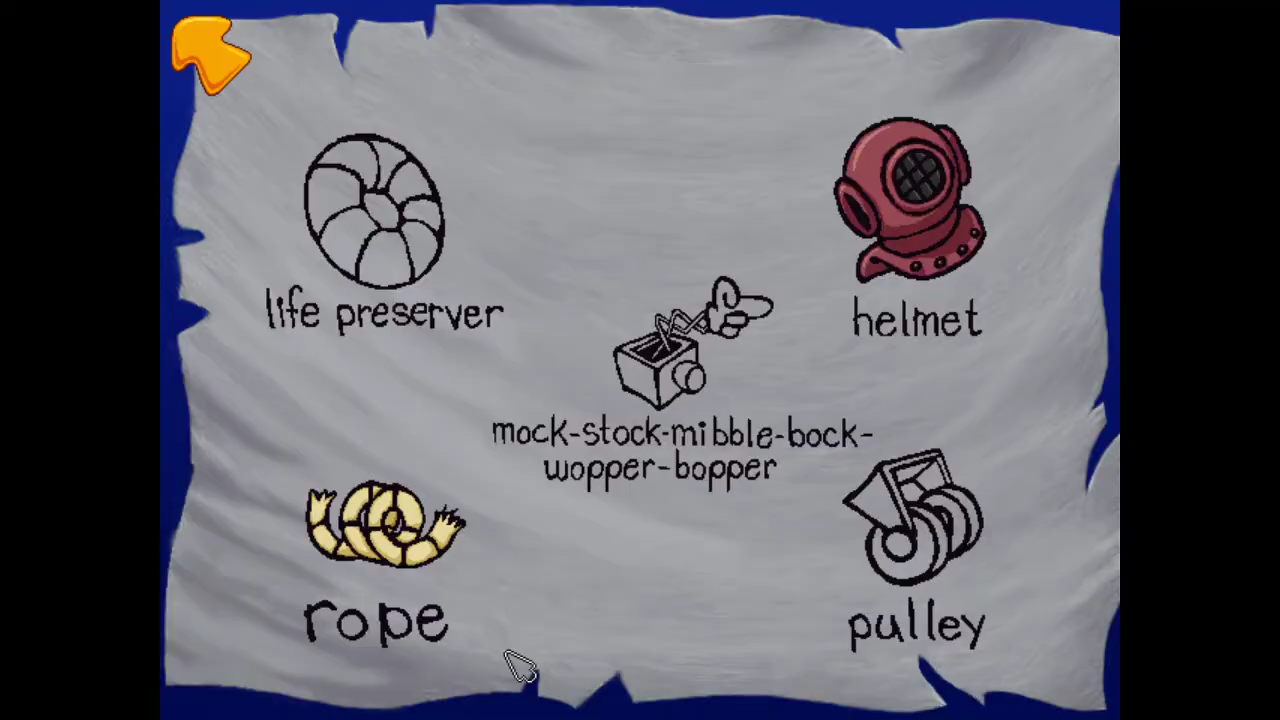 life preserver
helmet
mock-stock-mibble-bock-
wopper-bopper
rope
pulley